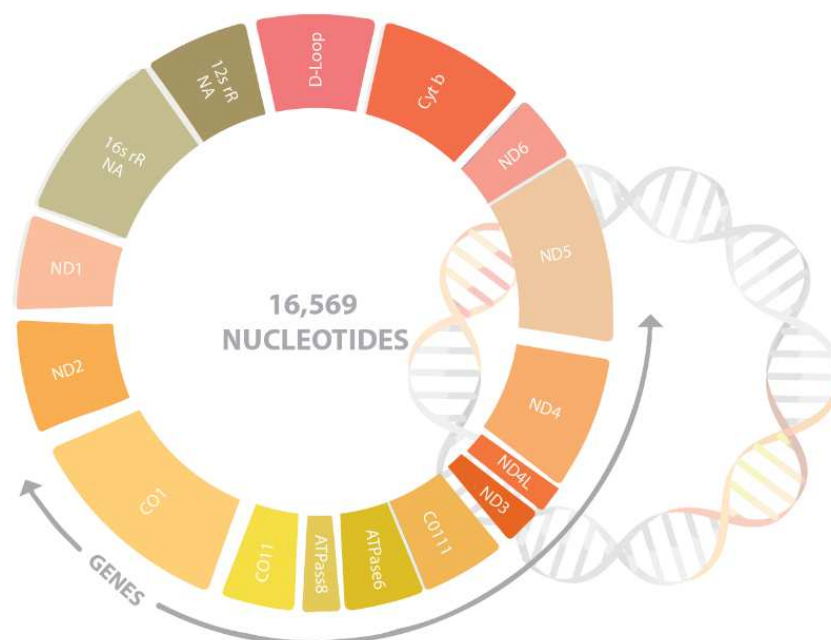 D-Loop
Cyt b
ND6
ND5
ND4
ND4L
ND3
C0111
ATPase6
ATPass8
CO11
CO1
ND2
ND1
16s rR
NA
12s rR
NA
16,569
NUCLEOTIDES
GENES